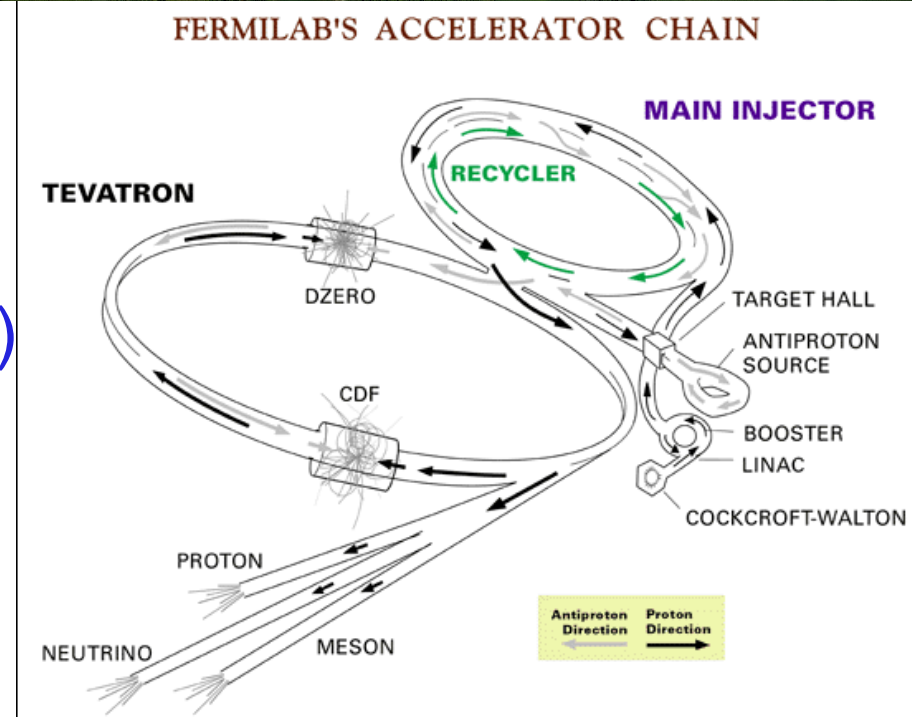 FERMILAB'S ACCELERATOR CHAIN
MAIN INJECTOR
RECYCLER
TEVATRON
DZERO
TARGET HALL
ANTIPROTON
SOURCE
CDF
BOOSTER
LINAC
COCKCROFT-WALTON
PROTON
NEUTRINO
MESON
Antiproton Proton
Direction Direction
)